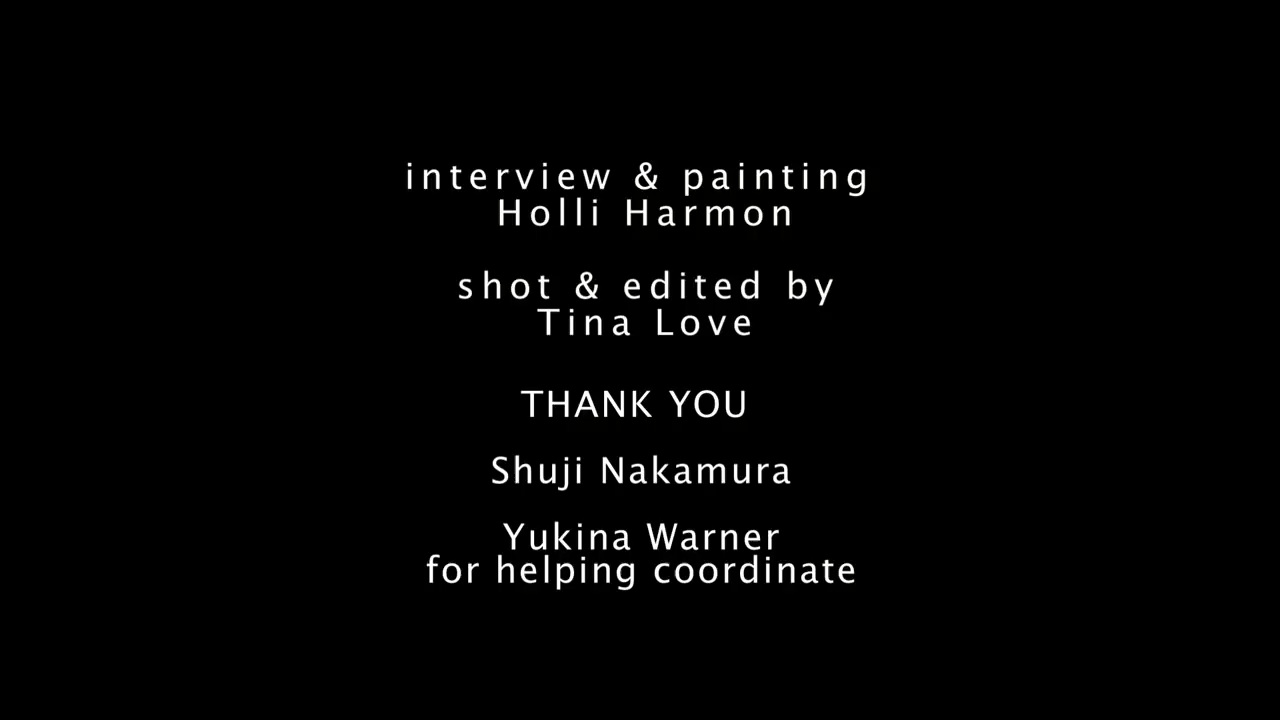 interview & painting
Holli Harmon
shot & edited by
Tina Love
THANK YOU
Shuji Nakamura
Yukina Warner
for helping coordinate